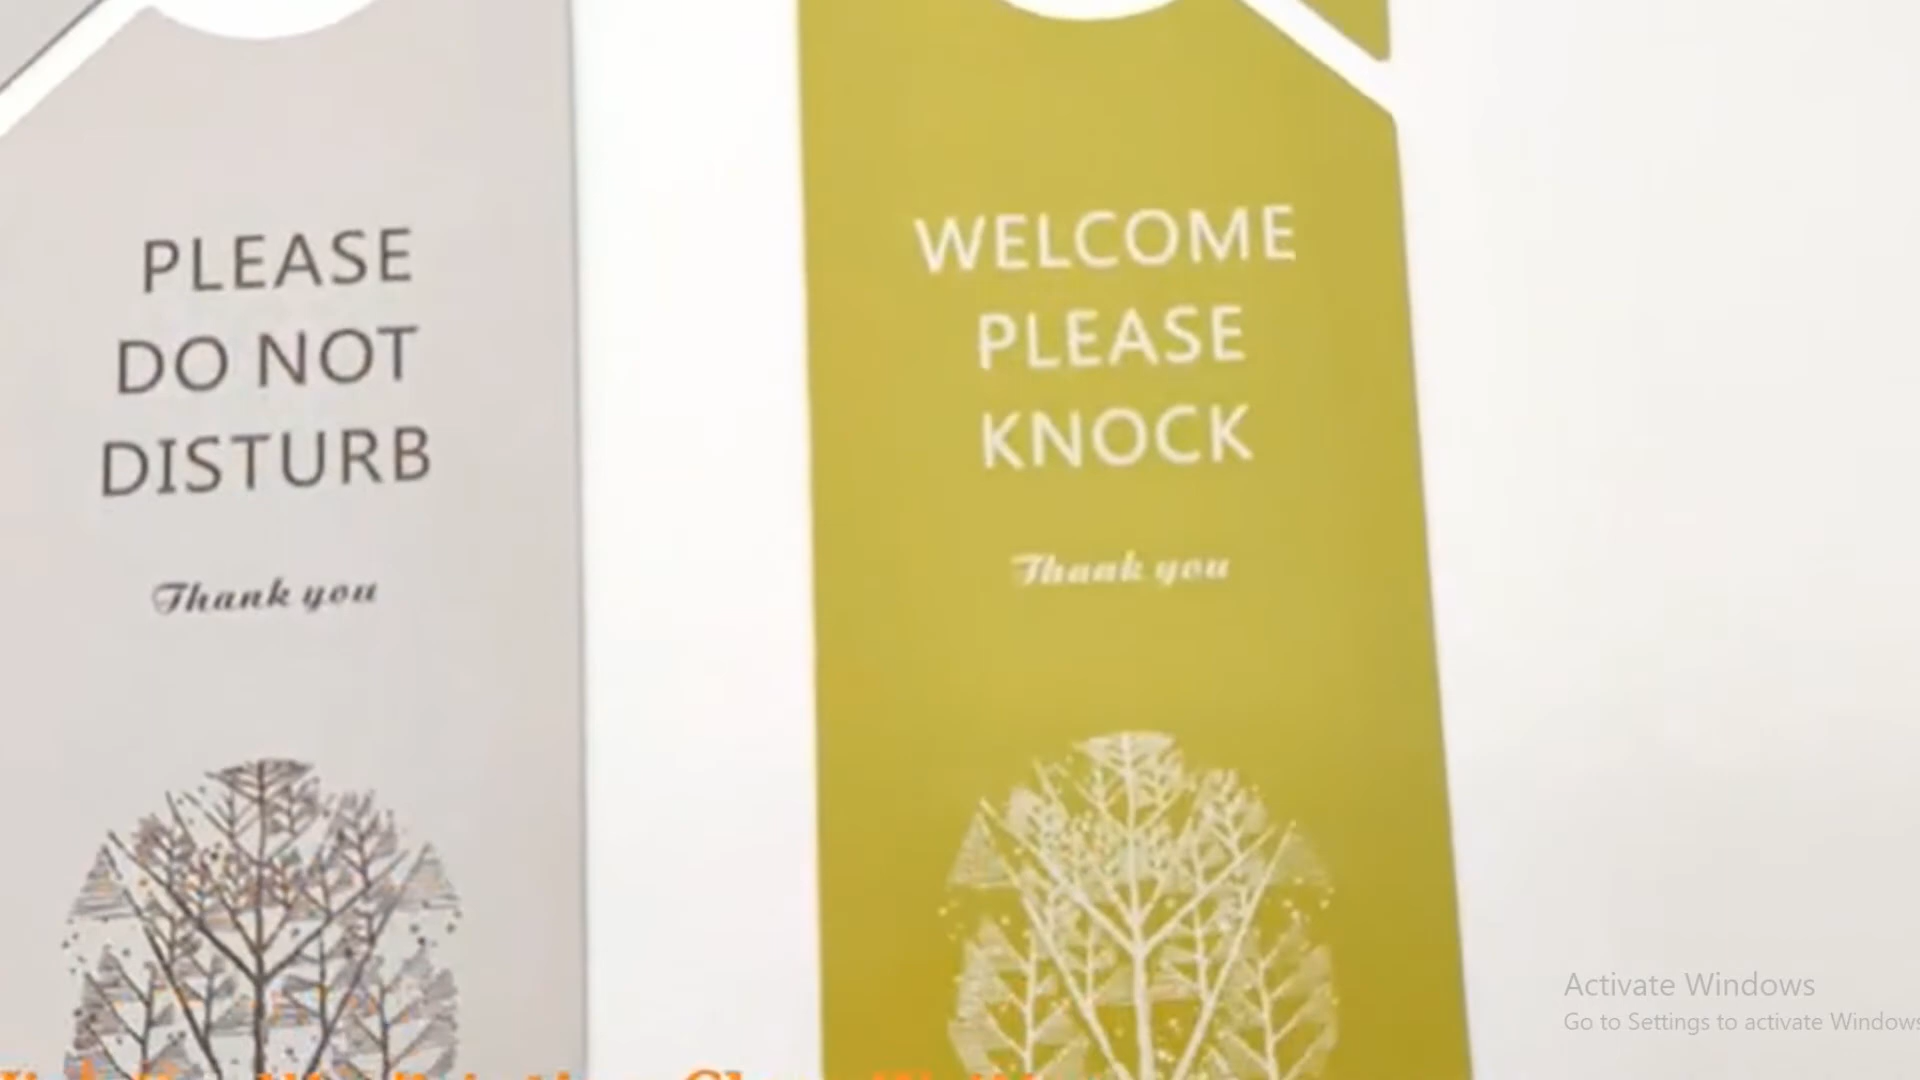 PLEASE
DO NOT
DISTURB
Thank you
WELCOME
PLEASE
KNOCK
Thank you
Activate Windows
Go to Settings to activate Windows